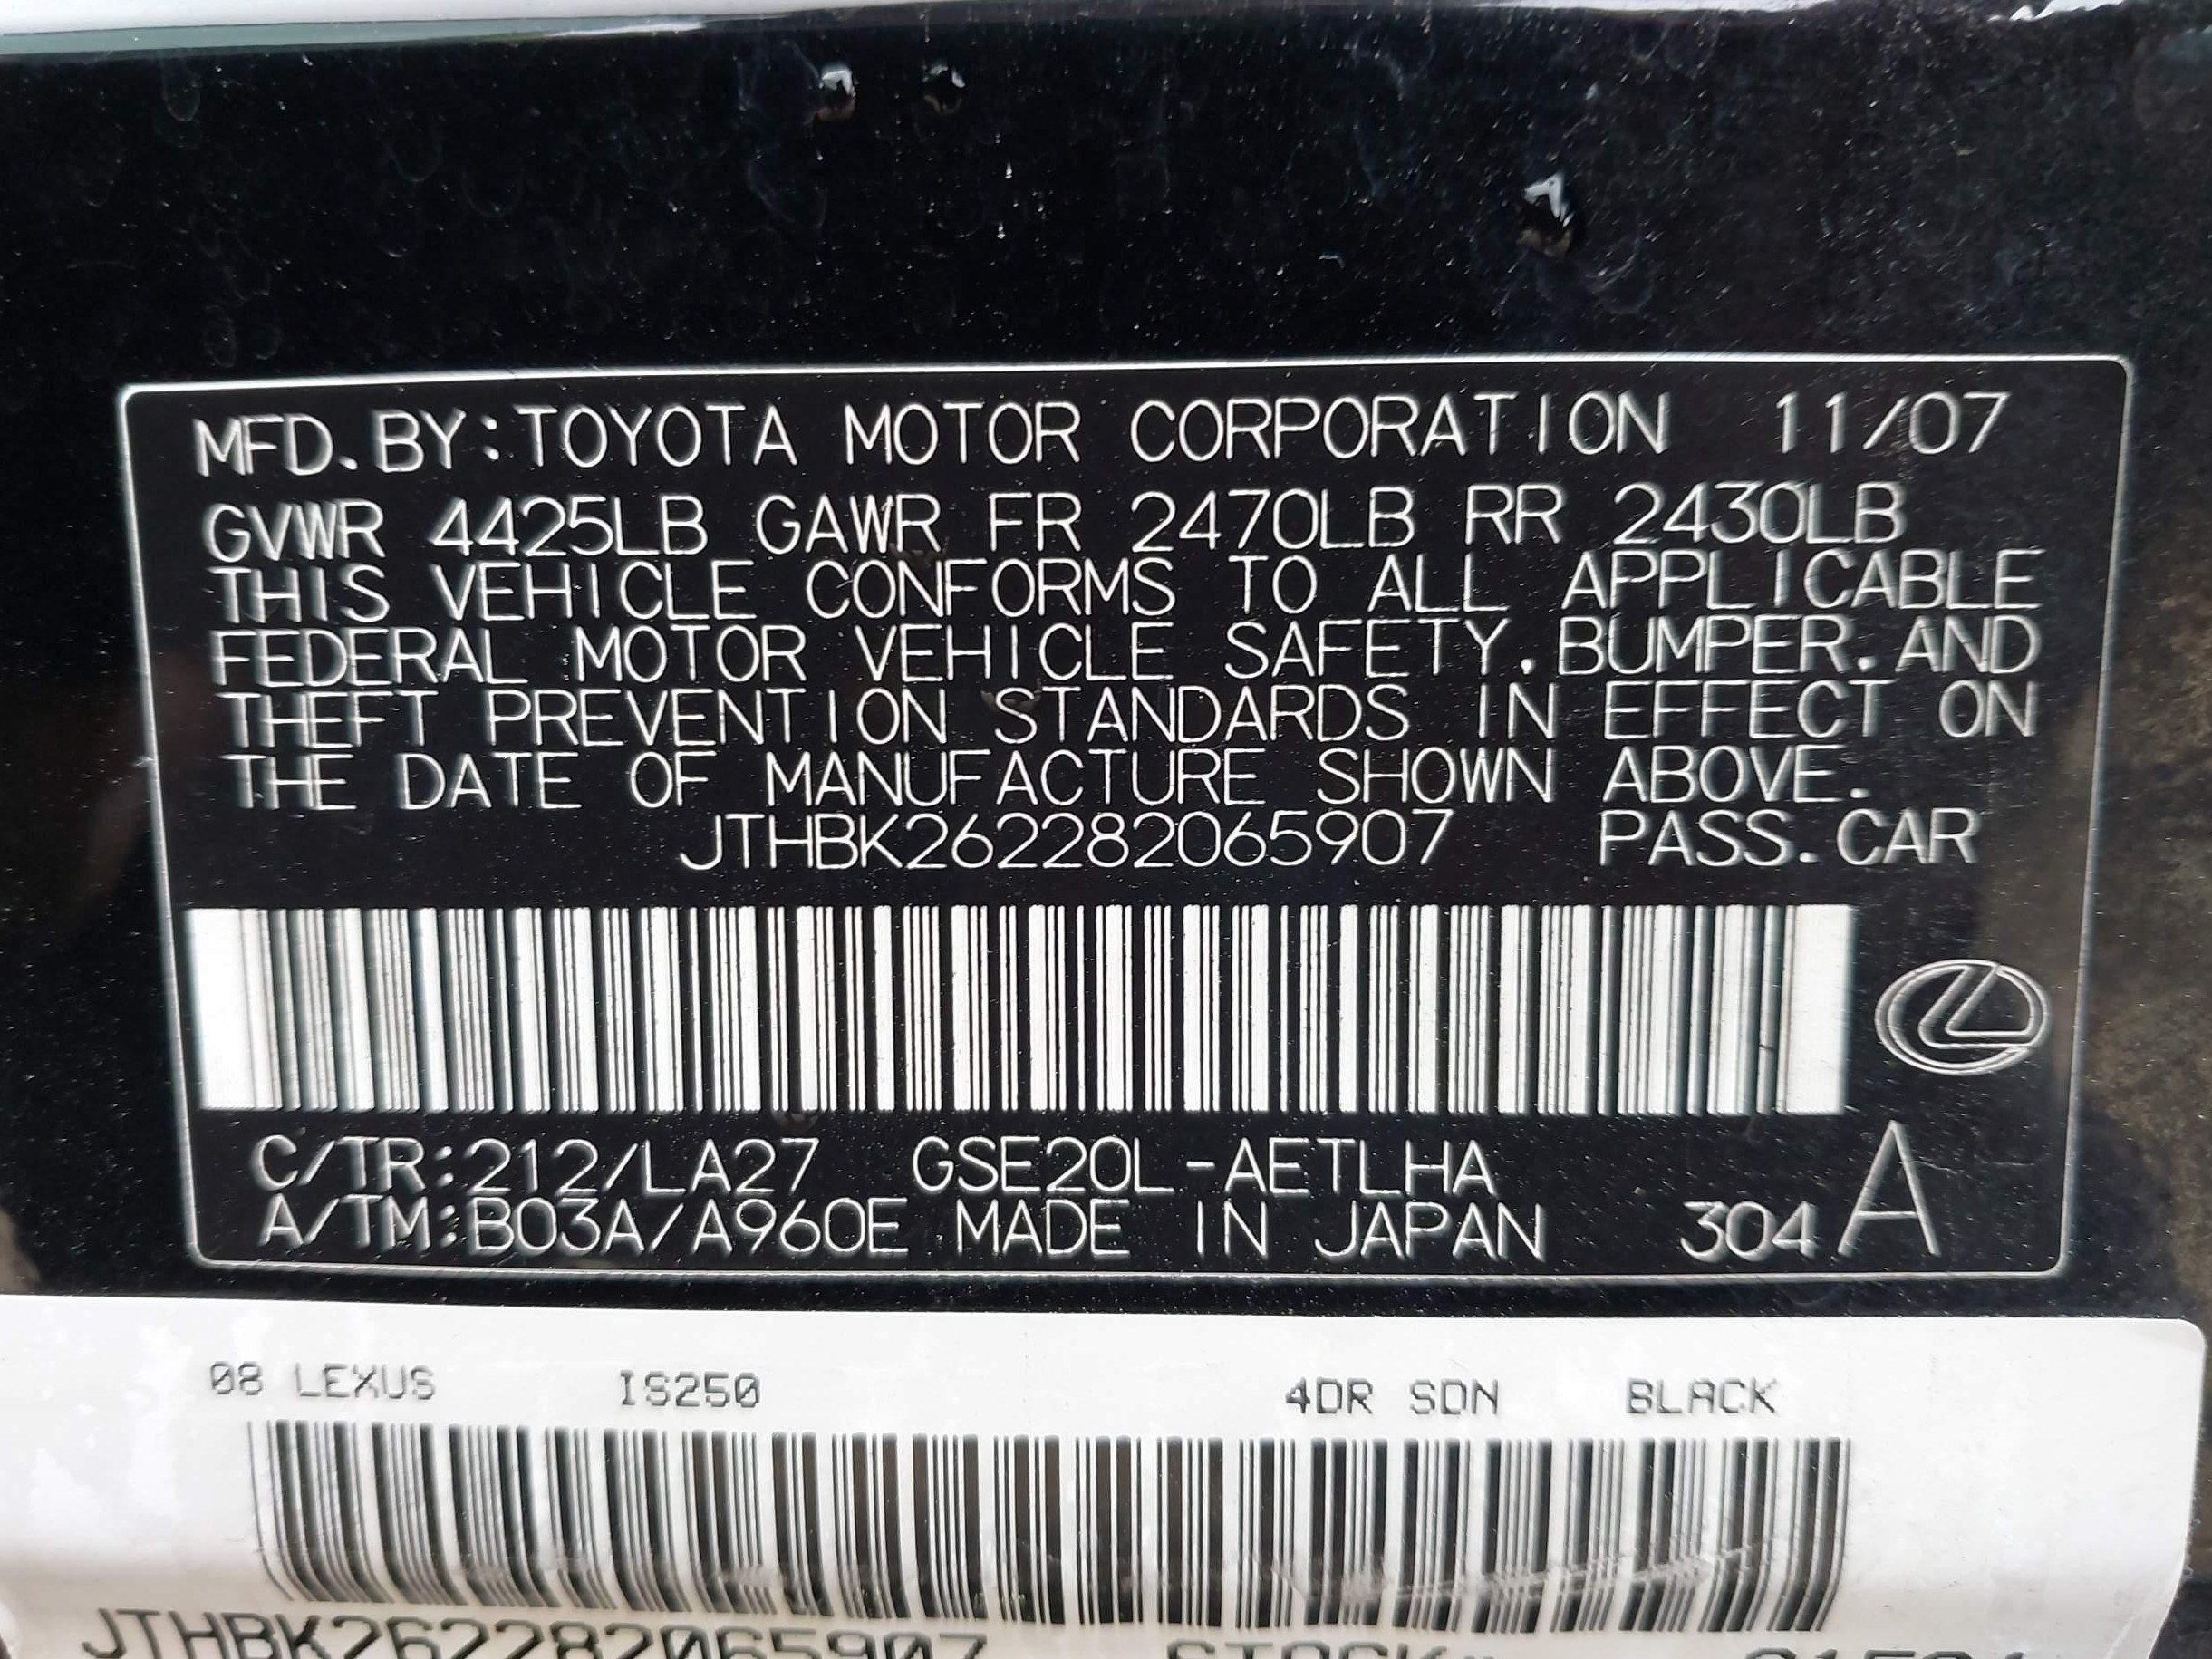 MFD.BY:TOYOTA MOTOR CORPORATION 11/07
GVWR 4425LB GAWR FR 2470LB RR 2430LB
THIS VEHICLE CONFORMS TO ALL APPLICABLE
FEDERAL MOTOR VEHICLE SAFETY,BUMPER,AND
THEFT PREVENTION STANDARDS IN EFFECT ON
THE DATE OF MANUFACTURE SHOWN ABOVE.
JTHBK262282065907 PASS.CAR
C/TR:212/LA27 GSE20L-AETLHA
A/TM:B03A/A960E MADE IN JAPAN 304 A
08 LEXUS IS250 4DR SDN BLACK
JTHBK262282065907